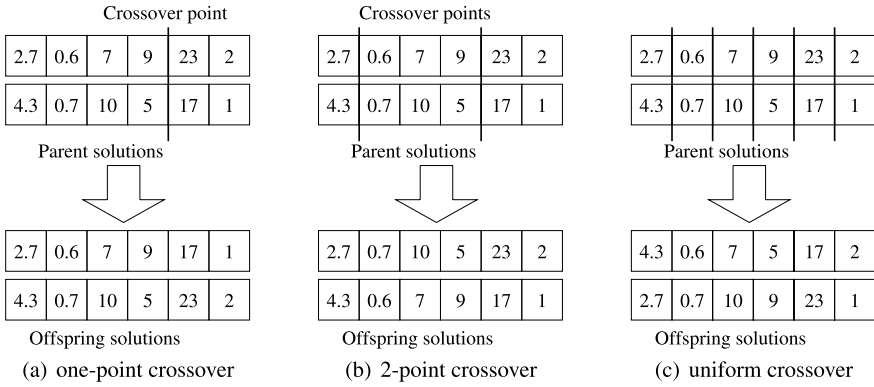 Crossover point
2.7 0.6 7 9 23 2
4.3 0.7 10 5 17 1
Parent solutions
2.7 0.6 7 9 17 1
4.3 0.7 10 5 23 2
Offspring solutions
(a) one-point crossover
Crossover points
2.7 0.6 7 9 23 2
4.3 0.7 10 5 17 1
Parent solutions
2.7 0.7 10 5 23 2
4.3 0.6 7 9 17 1
Offspring solutions
(b) 2-point crossover
2.7 0.6 7 9 23 2
4.3 0.7 10 5 17 1
Parent solutions
4.3 0.6 7 5 17 2
2.7 0.7 10 9 23 1
Offspring solutions
(c) uniform crossover